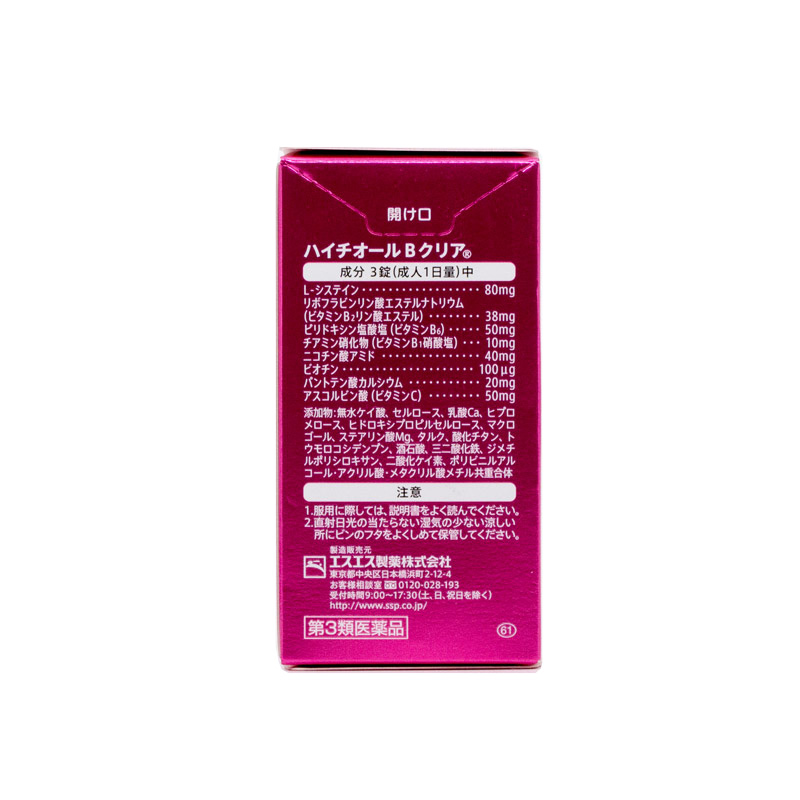 開け口
ハイチオールBクリア®
成分 3錠(成人1日量)中
L-システイン ···················· 80mg
リボフラビンリン酸エステルナトリウム
(ビタミンB2リン酸エステル) ········ 38mg
ピリドキシン塩酸塩(ビタミンB6) ····· 50mg
チアミン硝化物(ビタミンB1硝酸塩) ··· 10mg
ニコチン酸アミド ················· 40mg
ビオチン ······················· 100μg
パントテン酸カルシウム ············ 20mg
アスコルビン酸(ビタミンC) ········· 50mg
添加物:無水ケイ酸、セルロース、乳酸Ca、ヒプロ
メロース、ヒドロキシプロピルセルロース、マクロ
ゴール、ステアリン酸Mg、タルク、酸化チタン、ト
ウモロコシデンプン、酒石酸、三二酸化鉄、ジメチ
ルポリシロキサン、二酸化ケイ素、ポリビニルアル
コール・アクリル酸・メタクリル酸メチル共重合体
注意
1.服用に際しては、説明書をよく読んでください。
2.直射日光の当たらない湿気の少ない涼しい
所にビンのフタをよくしめて保管してください。
製造販売元
エスエス製薬株式会社
東京都中央区日本橋浜町2-12-4
お客様相談室 0120-028-193
受付時間9:00~17:30(土、日、祝日を除く)
http://www.ssp.co.jp/
第3類医薬品
61